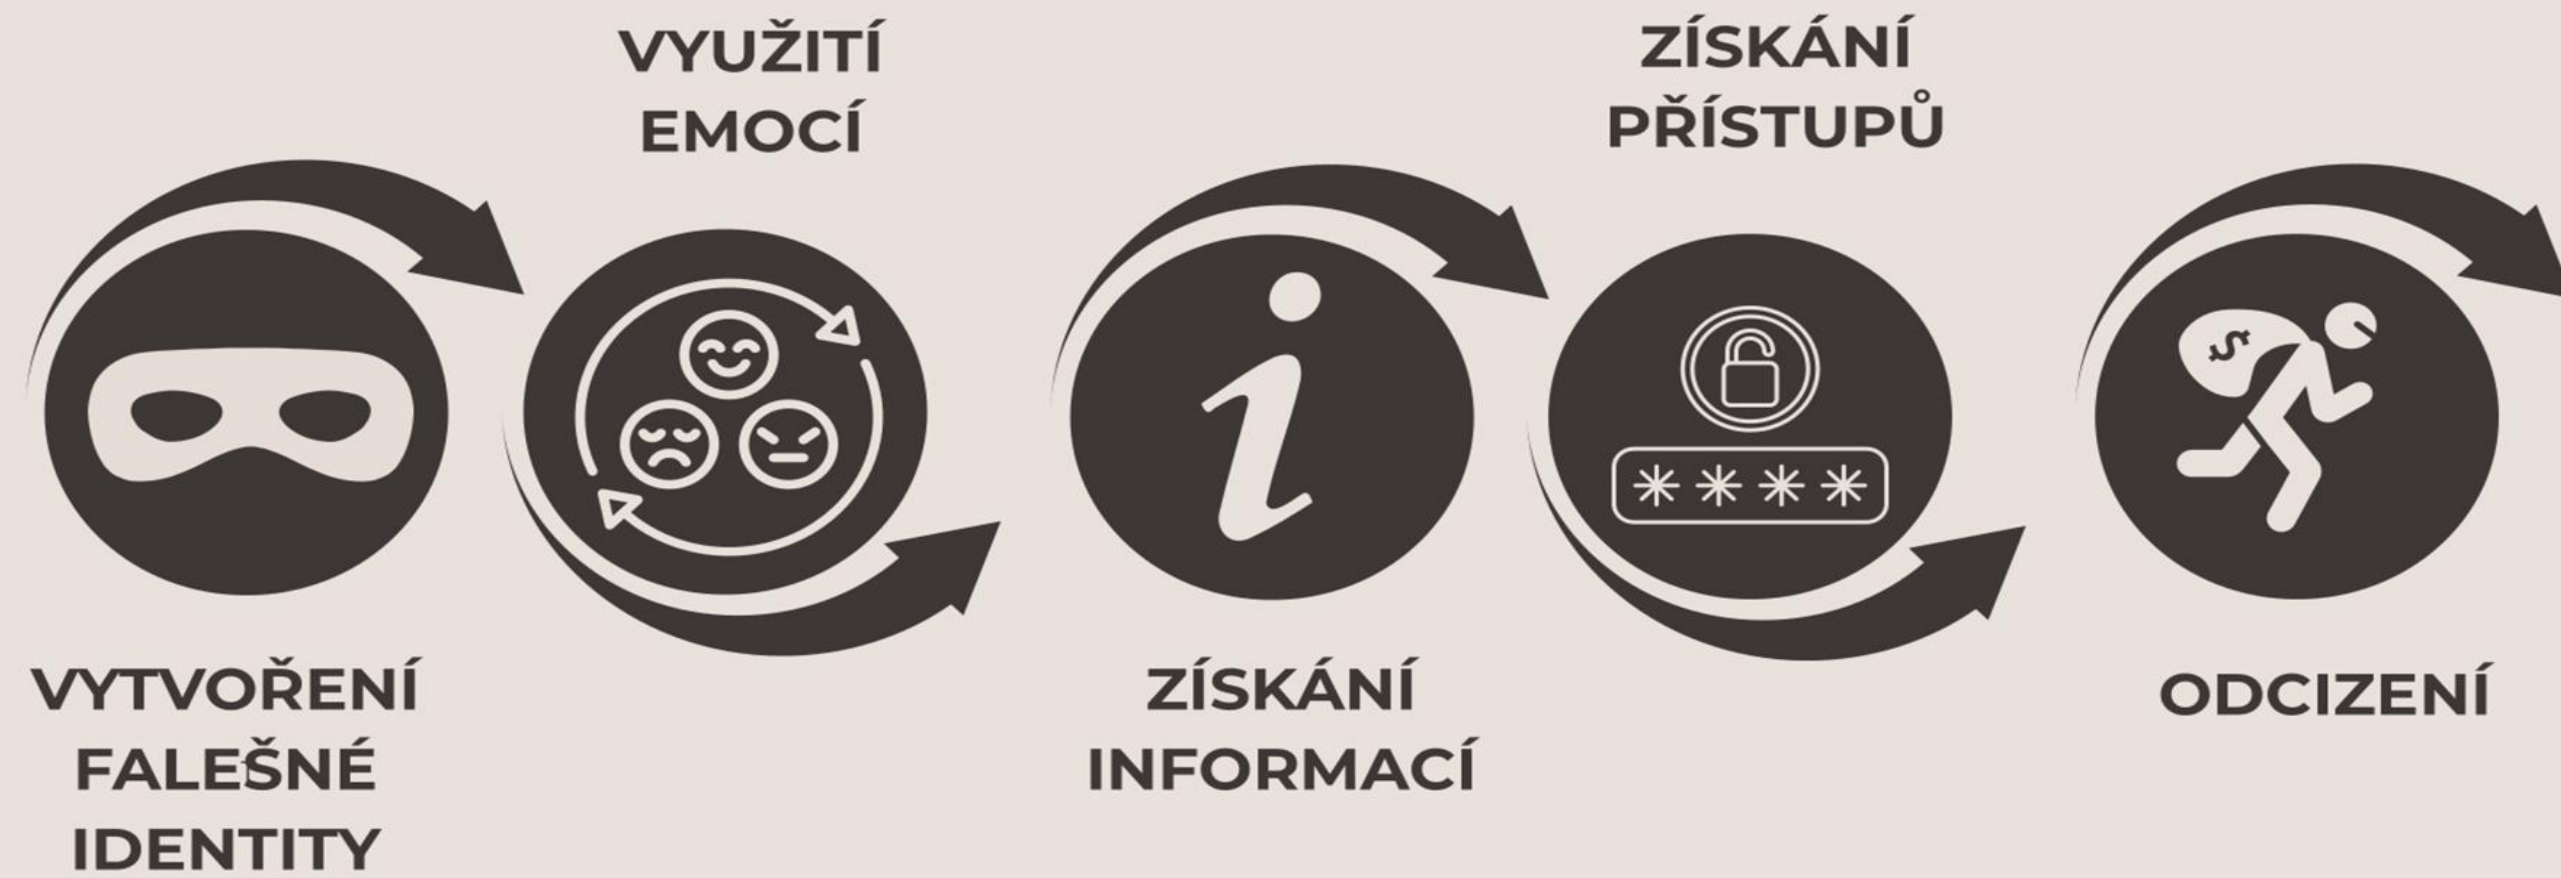 VYTVOŘENÍ
FALEŠNÉ
IDENTITY
VYUŽITÍ
EMOCÍ
ZÍSKÁNÍ
INFORMACÍ
ZÍSKÁNÍ
PŘÍSTUPŮ
****
$
ODCIZENÍ